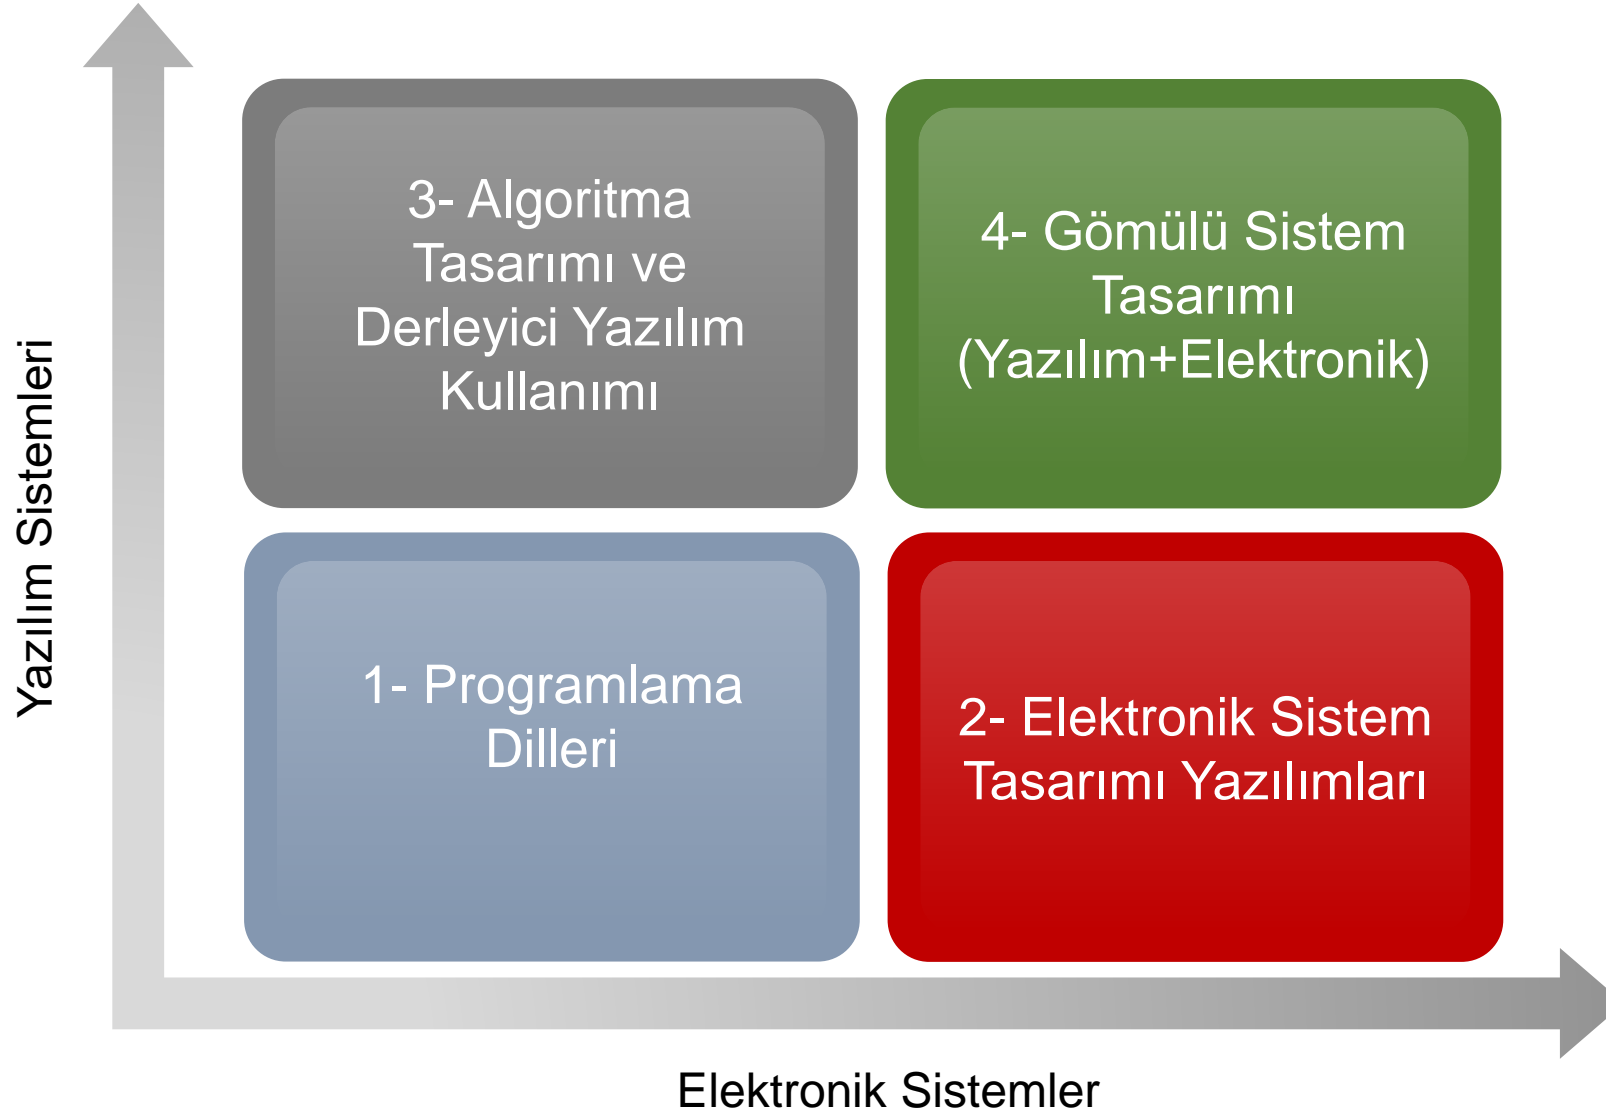 Yazılım Sistemleri
3- Algoritma
Tasarımı ve
Derleyici Yazılım
Kullanımı
4- Gömülü Sistem
Tasarımı
(Yazılım+Elektronik)
1- Programlama
Dilleri
2- Elektronik Sistem
Tasarımı Yazılımları
Elektronik Sistemler